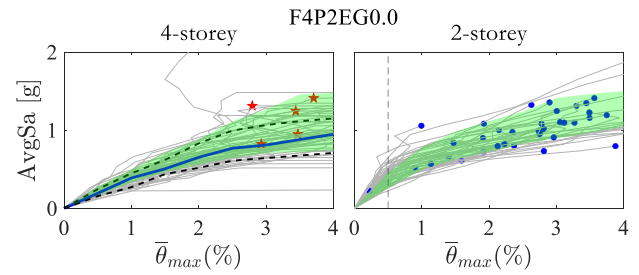 F4P2EG0.0
4-storey
2-storey
AvgSa [g]
2
1
0
0 1 2 3 4
0 1 2 3 4
θ̅max(%)
θ̅max(%)